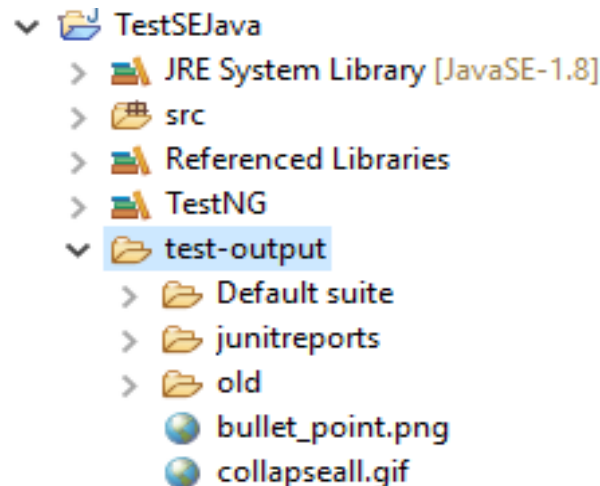 TestSEJava
JRE System Library [JavaSE-1.8]
src
Referenced Libraries
TestNG
test-output
Default suite
junitreports
old
bullet_point.png
collapseall.gif